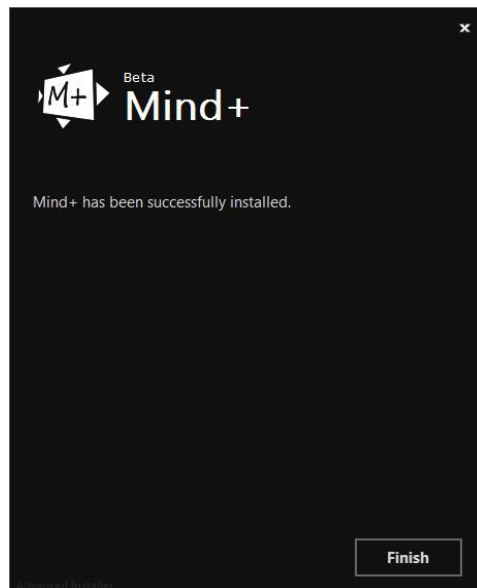 ×
M+
Beta
Mind+
Mind+ has been successfully installed.
Finish
Advanced Installer